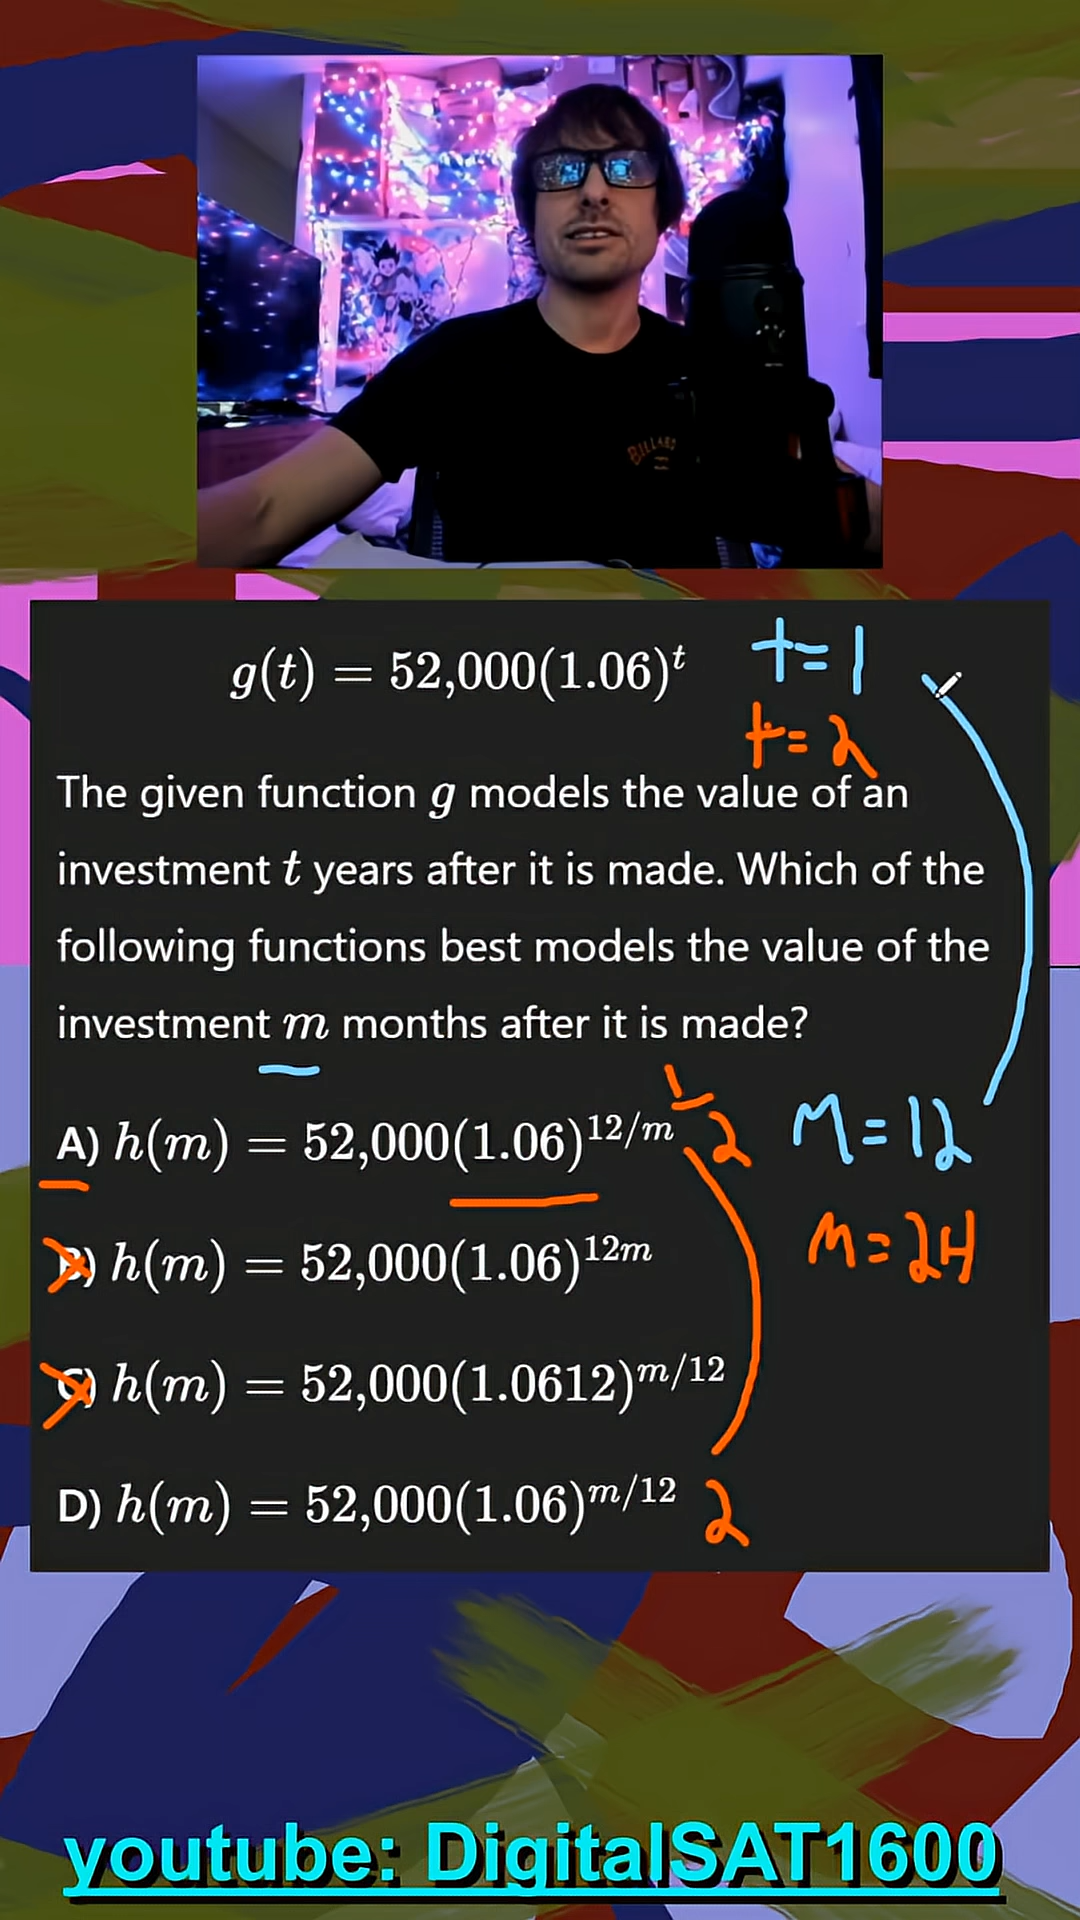 BILLABONG
g(t) = 52,000(1.06)^t
t=1
t=2
The given function g models the value of an
investment t years after it is made. Which of the
following functions best models the value of the
investment m months after it is made?
A) h(m) = 52,000(1.06)^{12/m}
1/2
M=12
B) h(m) = 52,000(1.06)^{12m}
M=24
C) h(m) = 52,000(1.0612)^{m/12}
D) h(m) = 52,000(1.06)^{m/12}
2
youtube: DigitalSAT1600